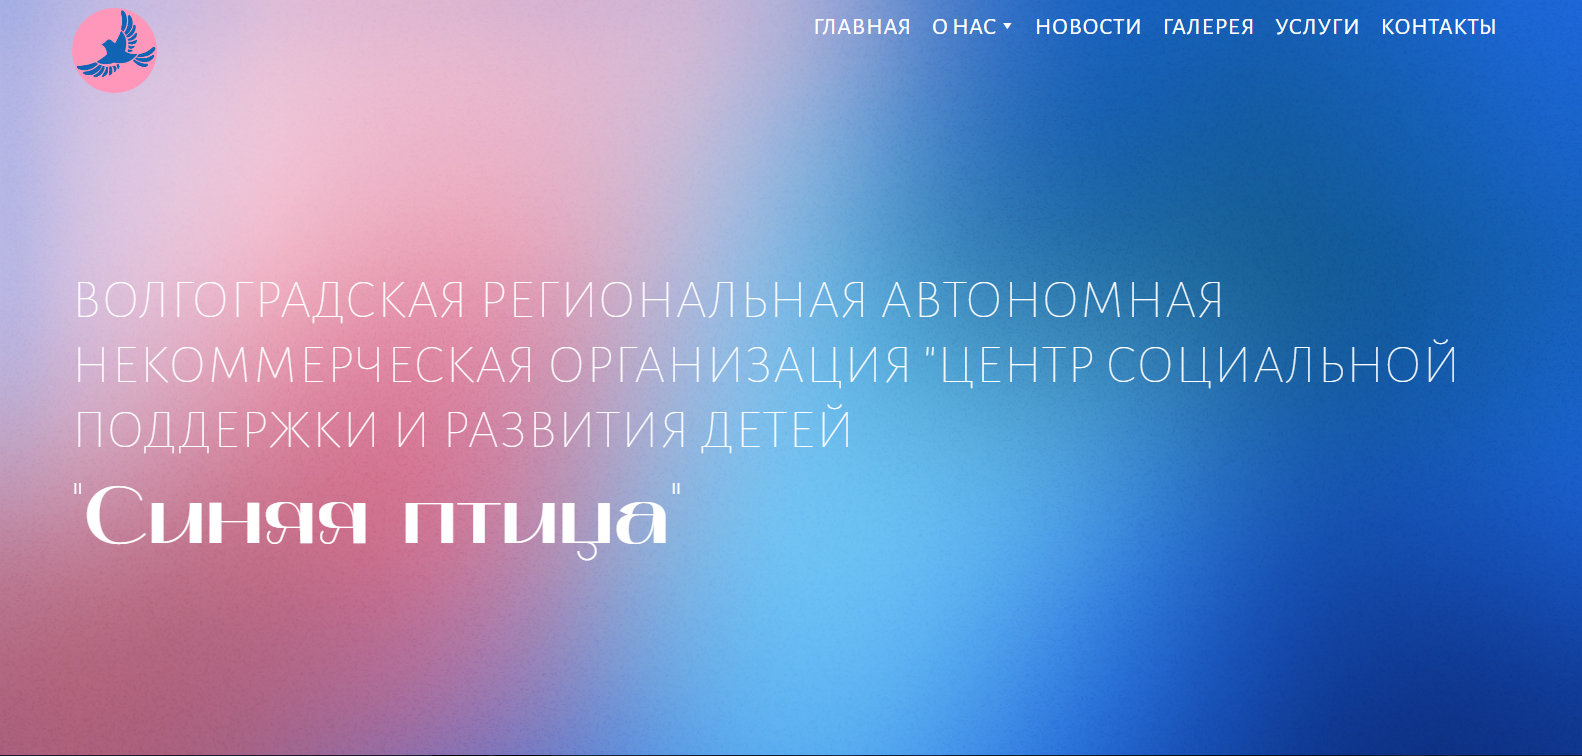 ГЛАВНАЯ О НАС НОВОСТИ ГАЛЕРЕЯ УСЛУГИ КОНТАКТЫ
ВОЛГОГРАДСКАЯ РЕГИОНАЛЬНАЯ АВТОНОМНАЯ
НЕКОММЕРЧЕСКАЯ ОРГАНИЗАЦИЯ "ЦЕНТР СОЦИАЛЬНОЙ
ПОДДЕРЖКИ И РАЗВИТИЯ ДЕТЕЙ
"Синяя птица"